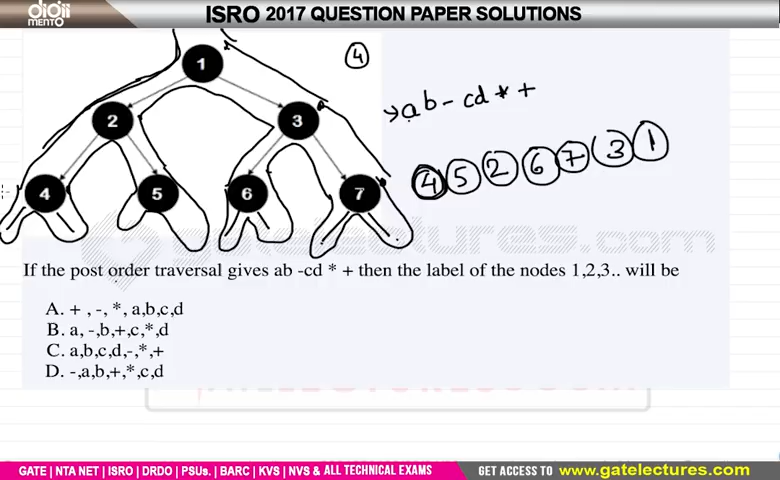 digii
MENTO
ISRO 2017 QUESTION PAPER SOLUTIONS
1
4
2
3
ab - cd * +
4 5 2 6 7 3 1
4
5
6
7
gatelectures.com
If the post order traversal gives ab -cd * + then the label of the nodes 1,2,3.. will be
A. + , -, *, a,b,c,d
B. a, -,b,+,c,*,d
C. a,b,c,d,-,*,+
D. -,a,b,+,*,c,d
GATE | NTA NET | ISRO | DRDO | PSUs. | BARC | KVS | NVS & ALL TECHNICAL EXAMS GET ACCESS TO www.gatelectures.com